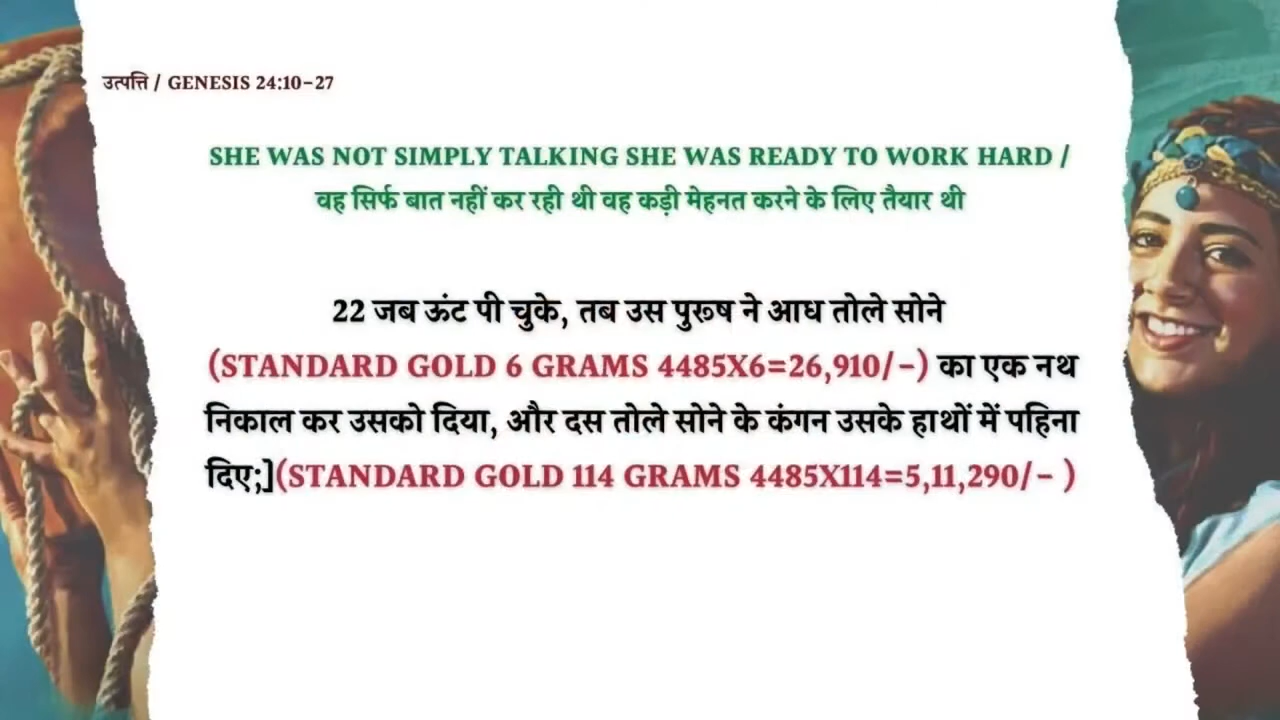 उत्पत्ति / GENESIS 24:10-27
SHE WAS NOT SIMPLY TALKING SHE WAS READY TO WORK HARD /
वह सिर्फ बात नहीं कर रही थी वह कड़ी मेहनत करने के लिए तैयार थी
22 जब ऊंट पी चुके, तब उस पुरूष ने आध तोले सोने
(STANDARD GOLD 6 GRAMS 4485X6=26,910/-) का एक नथ
निकाल कर उसको दिया, और दस तोले सोने के कंगन उसके हाथों में पहिना
दिए;](STANDARD GOLD 114 GRAMS 4485X114=5,11,290/- )